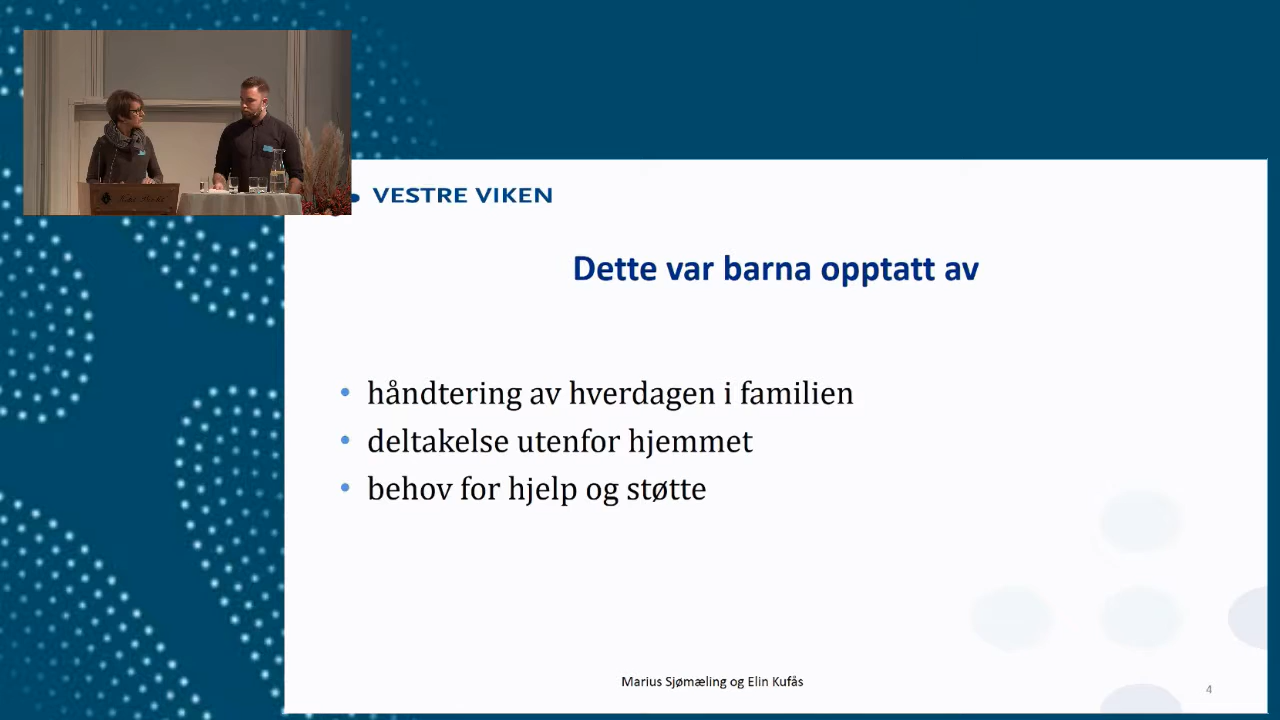 VESTRE VIKEN
Dette var barna opptatt av
• håndtering av hverdagen i familien
• deltakelse utenfor hjemmet
• behov for hjelp og støtte
Marius Sjømæling og Elin Kufås
4